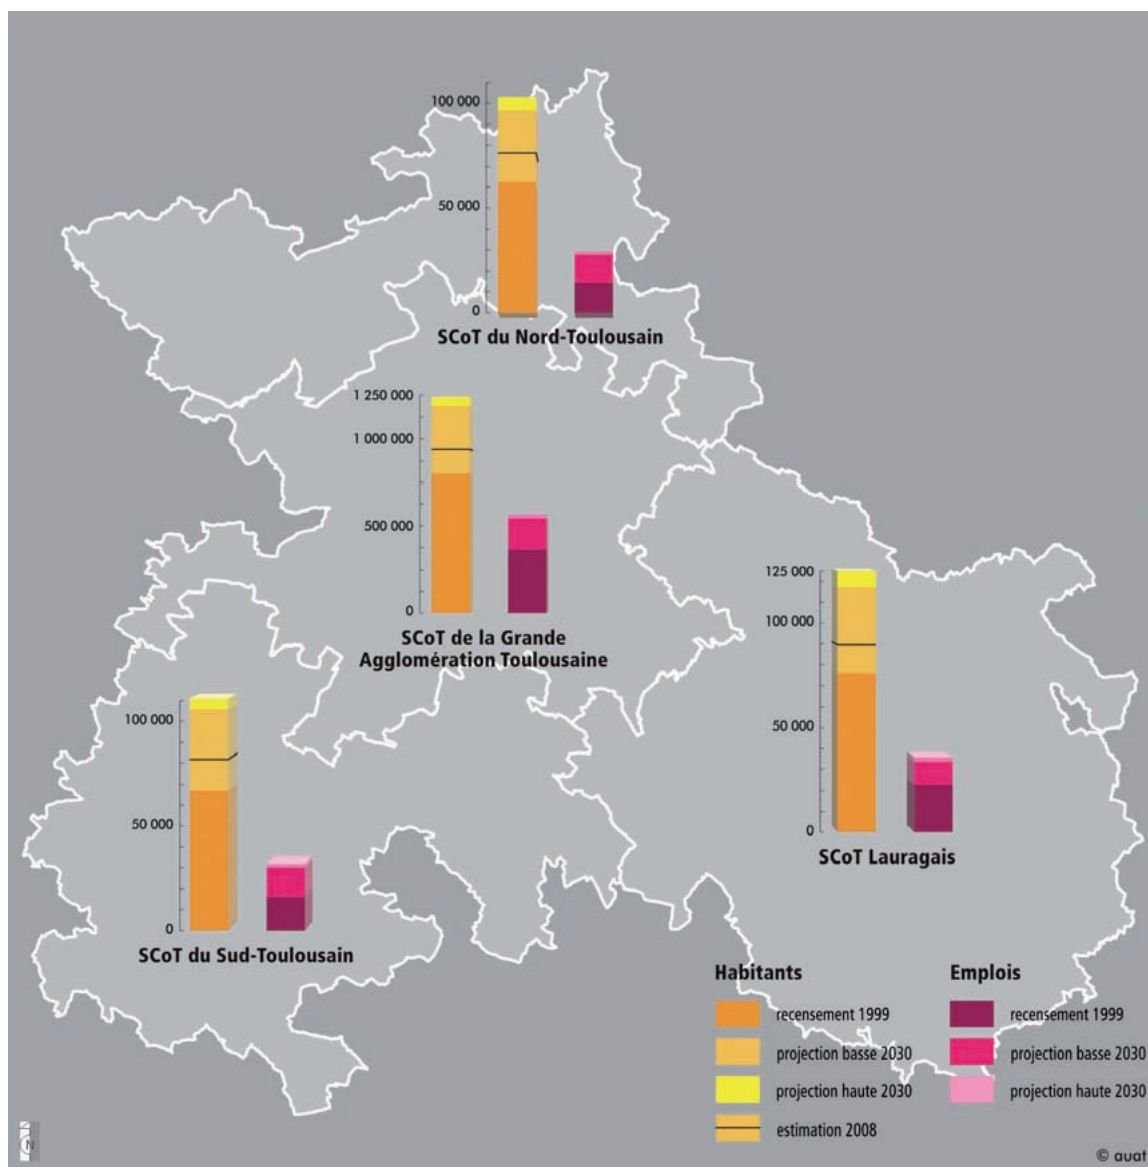 100 000
50 000
0
SCoT du Nord-Toulousain
1 250 000
1 000 000
500 000
0
SCoT de la Grande
Agglomération Toulousaine
125 000
100 000
50 000
0
SCoT Lauragais
100 000
50 000
0
SCoT du Sud-Toulousain
Habitants
recensement 1999
projection basse 2030
projection haute 2030
estimation 2008
Emplois
recensement 1999
projection basse 2030
projection haute 2030
N
© auat